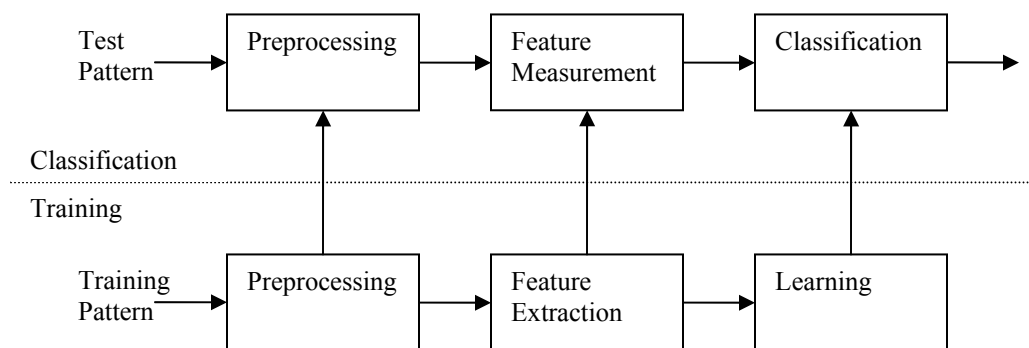 Test
Pattern
Preprocessing
Feature
Measurement
Classification
Classification
Training
Training
Pattern
Preprocessing
Feature
Extraction
Learning